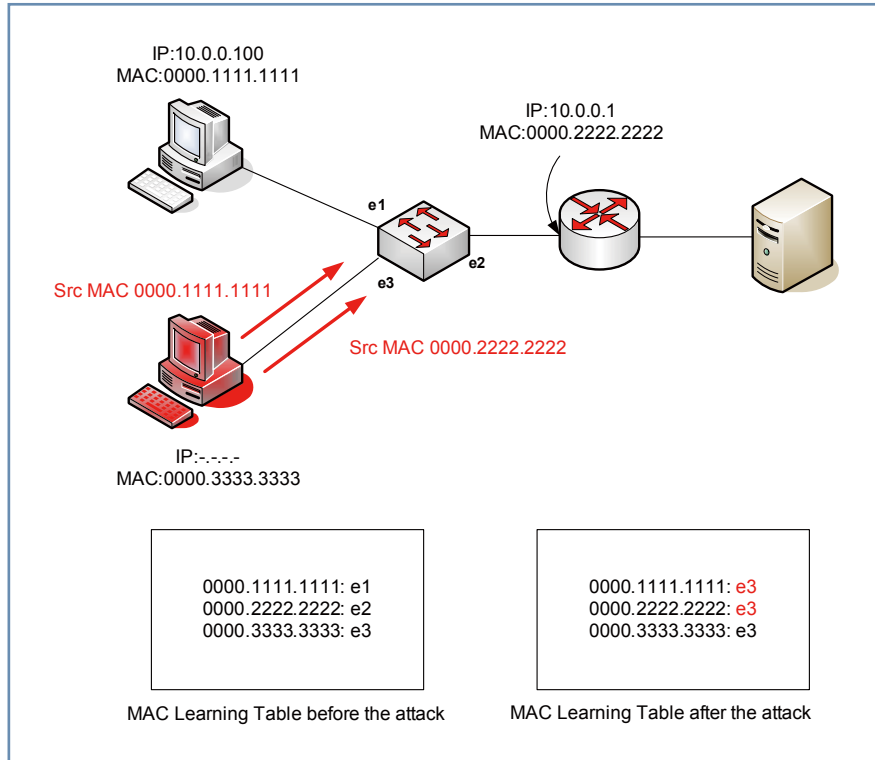 IP:10.0.0.100
MAC:0000.1111.1111
IP:10.0.0.1
MAC:0000.2222.2222
e1
e2
e3
Src MAC 0000.1111.1111
Src MAC 0000.2222.2222
IP:-.-.-.-
MAC:0000.3333.3333
0000.1111.1111: e1
0000.2222.2222: e2
0000.3333.3333: e3
MAC Learning Table before the attack
0000.1111.1111: e3
0000.2222.2222: e3
0000.3333.3333: e3
MAC Learning Table after the attack